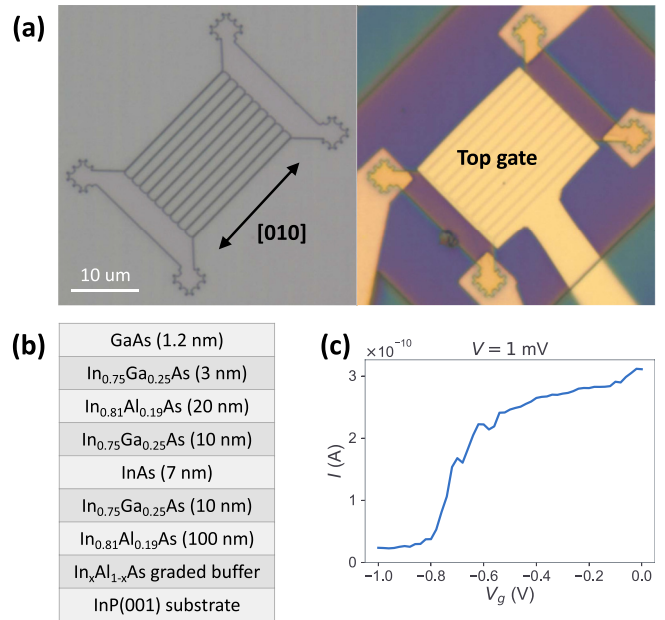 (a)
Top gate
[010]
10 um
(b)
GaAs (1.2 nm)
In0.75Ga0.25As (3 nm)
In0.81Al0.19As (20 nm)
In0.75Ga0.25As (10 nm)
InAs (7 nm)
In0.75Ga0.25As (10 nm)
In0.81Al0.19As (100 nm)
InxAl1-xAs graded buffer
InP(001) substrate
(c)
×10⁻¹⁰
V = 1 mV
3
2
1
0
I (A)
−1.0 −0.8 −0.6 −0.4 −0.2 0.0
Vg (V)